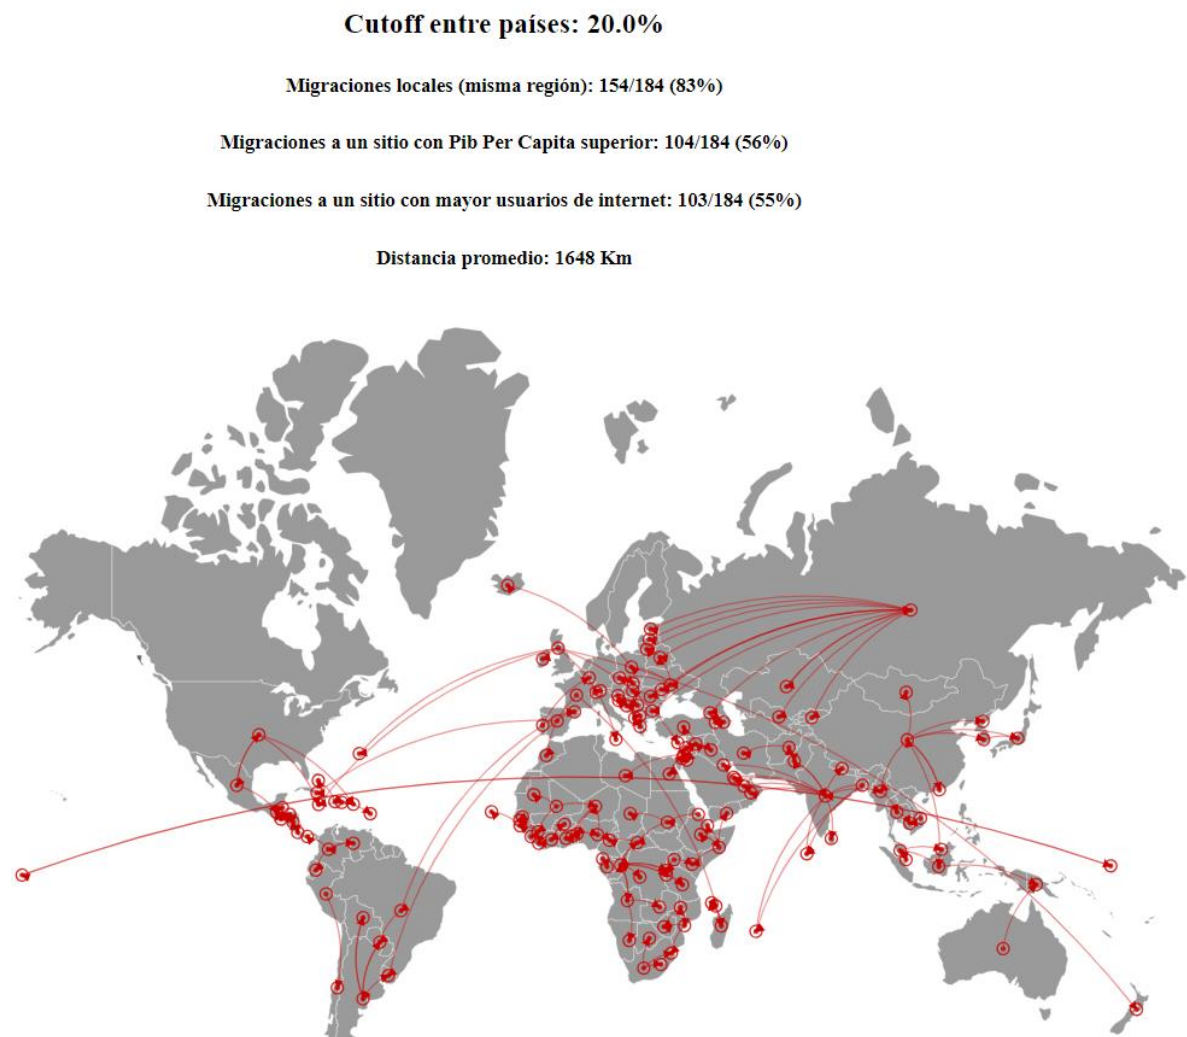 Cutoff entre países: 20.0%
Migraciones locales (misma región): 154/184 (83%)
Migraciones a un sitio con Pib Per Capita superior: 104/184 (56%)
Migraciones a un sitio con mayor usuarios de internet: 103/184 (55%)
Distancia promedio: 1648 Km